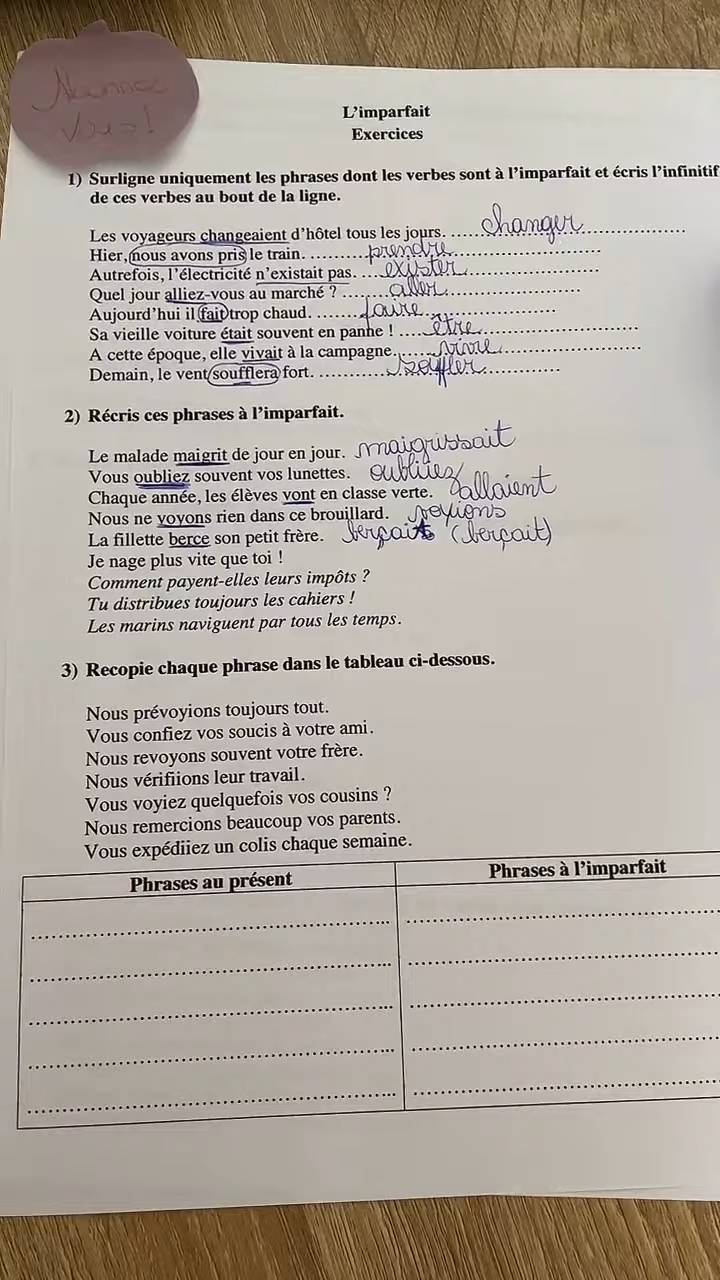 Abonnez
vous!
L'imparfait
Exercices
1) Surligne uniquement les phrases dont les verbes sont à l'imparfait et écris l'infinitif
de ces verbes au bout de la ligne.
Les voyageurs changeaient d'hôtel tous les jours. changer
Hier, nous avons pris le train. prendre
Autrefois, l'électricité n'existait pas. exister
Quel jour alliez-vous au marché ? aller
Aujourd'hui il fait trop chaud. faire
Sa vieille voiture était souvent en panne ! être
A cette époque, elle vivait à la campagne. vivre
Demain, le vent soufflera fort. souffler
2) Récris ces phrases à l'imparfait.
Le malade maigrit de jour en jour. maigrissait
Vous oubliez souvent vos lunettes. oubliiez
Chaque année, les élèves vont en classe verte. allaient
Nous ne voyons rien dans ce brouillard. voyions
La fillette berce son petit frère. berçait (berçait)
Je nage plus vite que toi !
Comment payent-elles leurs impôts ?
Tu distribues toujours les cahiers !
Les marins naviguent par tous les temps.
3) Recopie chaque phrase dans le tableau ci-dessous.
Nous prévoyions toujours tout.
Vous confiez vos soucis à votre ami.
Nous revoyons souvent votre frère.
Nous vérifiions leur travail.
Vous voyiez quelquefois vos cousins ?
Nous remercions beaucoup vos parents.
Vous expédiiez un colis chaque semaine.
Phrases au présent Phrases à l'imparfait